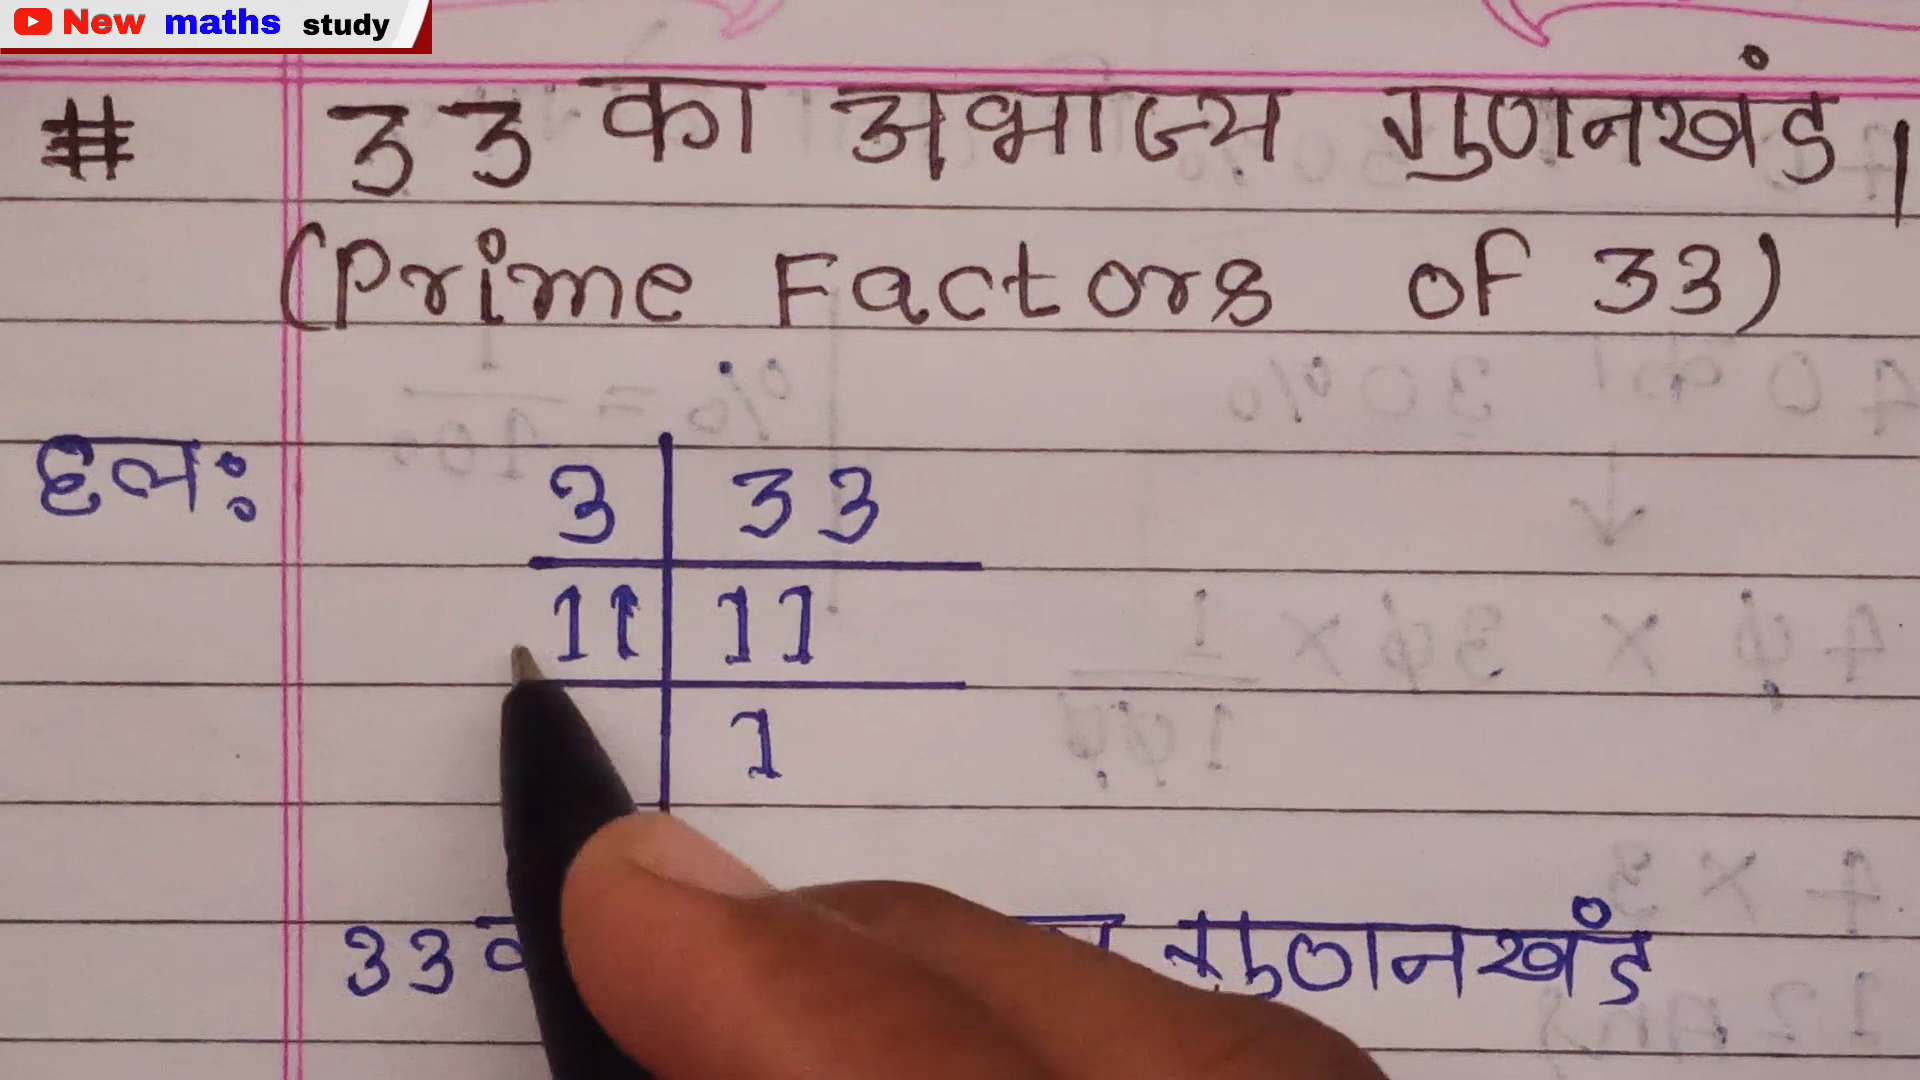 New maths study
# 33 का अभाज्य गुणनखंड।
(Prime Factors of 33)
हलः
3 | 33
11 | 11
1
33 गुणनखंड